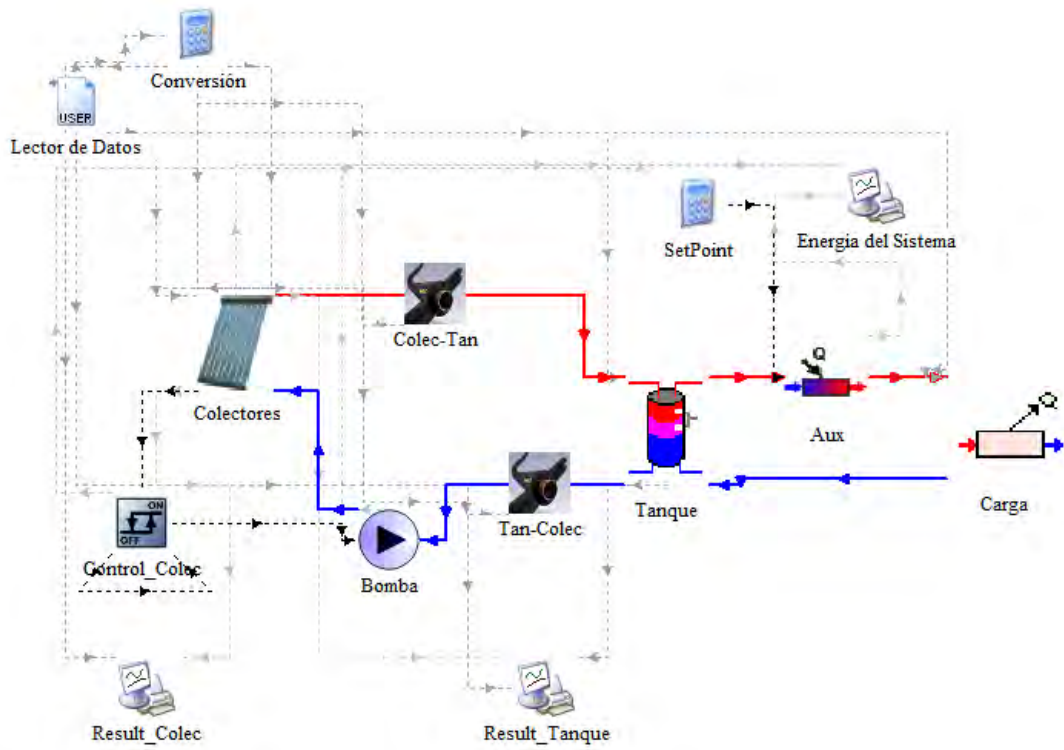 Conversión
USER
Lector de Datos
SetPoint
Energia del Sistema
Colec-Tan
Q
Q
Colectores
Aux
Tanque
Carga
ON
OFF
Tan-Colec
Control_Colec
Bomba
Result_Colec
Result_Tanque